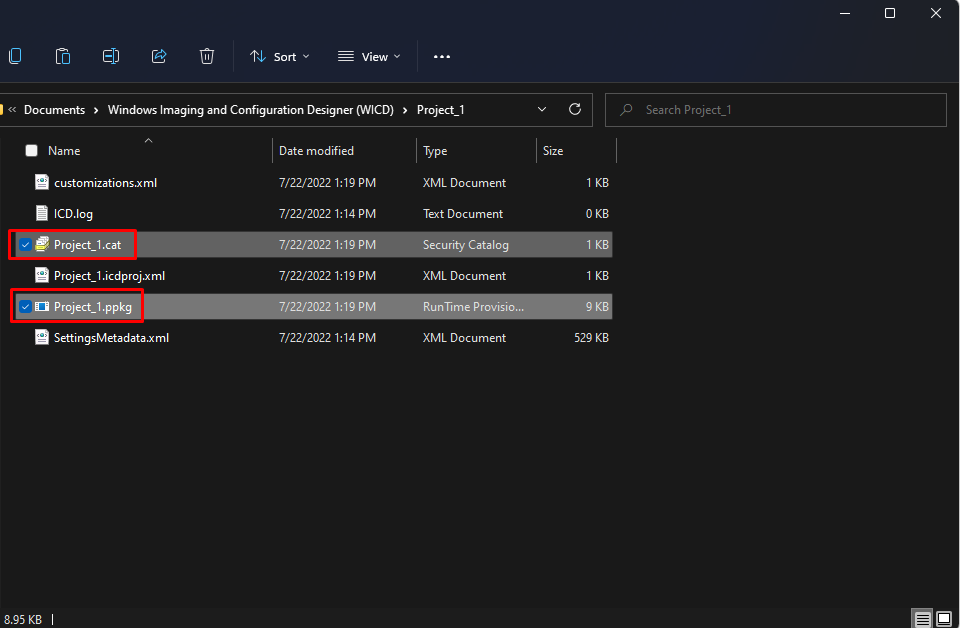 Sort View •••
« Documents > Windows Imaging and Configuration Designer (WICD) > Project_1 Search Project_1
Name Date modified Type Size
customizations.xml 7/22/2022 1:19 PM XML Document 1 KB
ICD.log 7/22/2022 1:14 PM Text Document 0 KB
Project_1.cat 7/22/2022 1:19 PM Security Catalog 1 KB
Project_1.icdproj.xml 7/22/2022 1:19 PM XML Document 1 KB
Project_1.ppkg 7/22/2022 1:19 PM RunTime Provisio... 9 KB
SettingsMetadata.xml 7/22/2022 1:14 PM XML Document 529 KB
8.95 KB